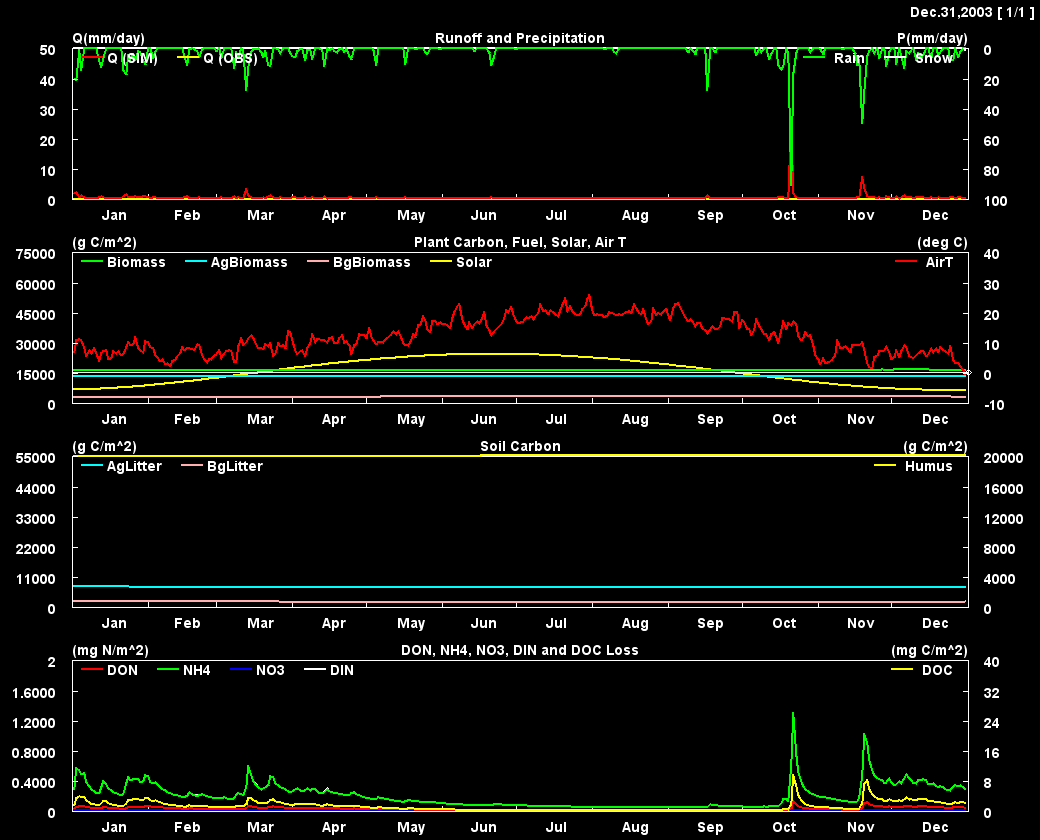 Dec.31,2003 [ 1/1 ]
Q(mm/day) Runoff and Precipitation P(mm/day)
50 0
Q (SIM) Q (OBS) Rain Snow
40 20
30 40
20 60
10 80
0 100
Jan Feb Mar Apr May Jun Jul Aug Sep Oct Nov Dec
(g C/m^2) Plant Carbon, Fuel, Solar, Air T (deg C)
75000 40
Biomass AgBiomass BgBiomass Solar AirT
60000 30
45000 20
30000 10
15000 0
0 -10
Jan Feb Mar Apr May Jun Jul Aug Sep Oct Nov Dec
(g C/m^2) Soil Carbon (g C/m^2)
55000 20000
AgLitter BgLitter Humus
44000 16000
33000 12000
22000 8000
11000 4000
0 0
Jan Feb Mar Apr May Jun Jul Aug Sep Oct Nov Dec
(mg N/m^2) DON, NH4, NO3, DIN and DOC Loss (mg C/m^2)
2 40
DON NH4 NO3 DIN DOC
1.6000 32
1.2000 24
0.8000 16
0.4000 8
0 0
Jan Feb Mar Apr May Jun Jul Aug Sep Oct Nov Dec